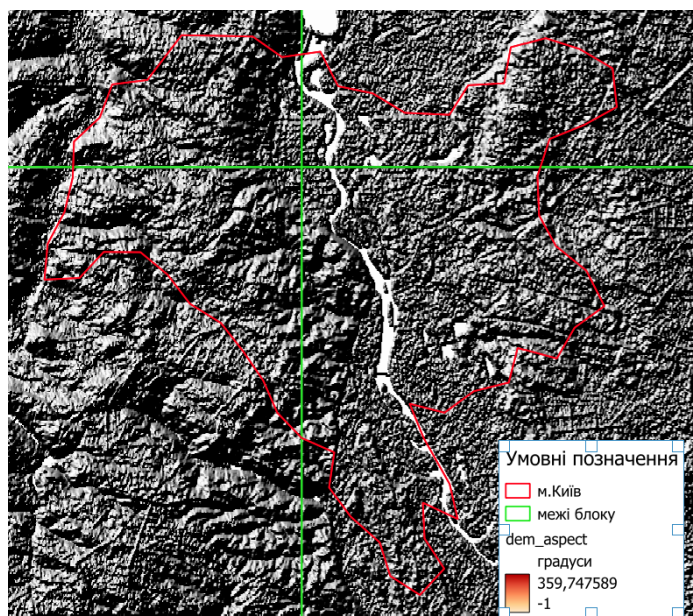 Умовні позначення
м.Київ
межі блоку
dem_aspect
градуси
359,747589
-1